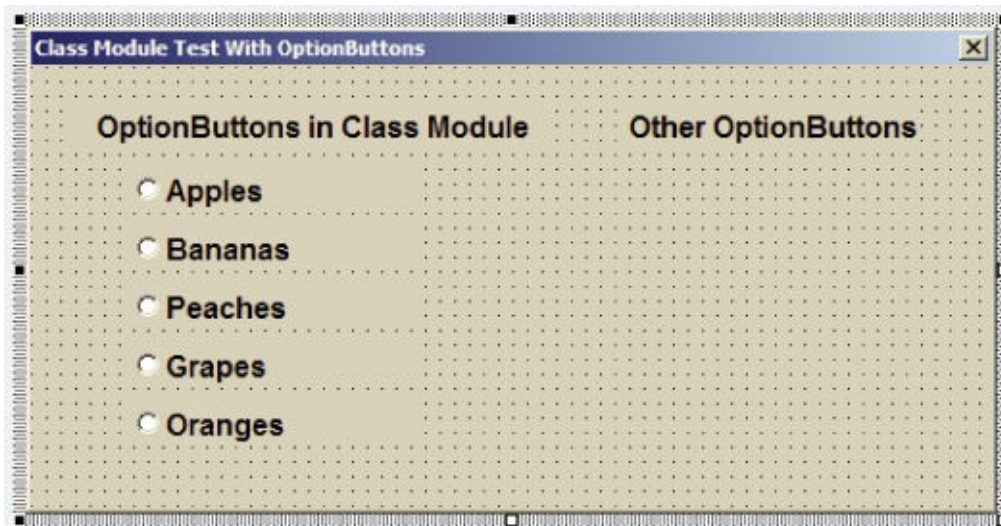 Class Module Test With OptionButtons
OptionButtons in Class Module
Other OptionButtons
Apples
Bananas
Peaches
Grapes
Oranges